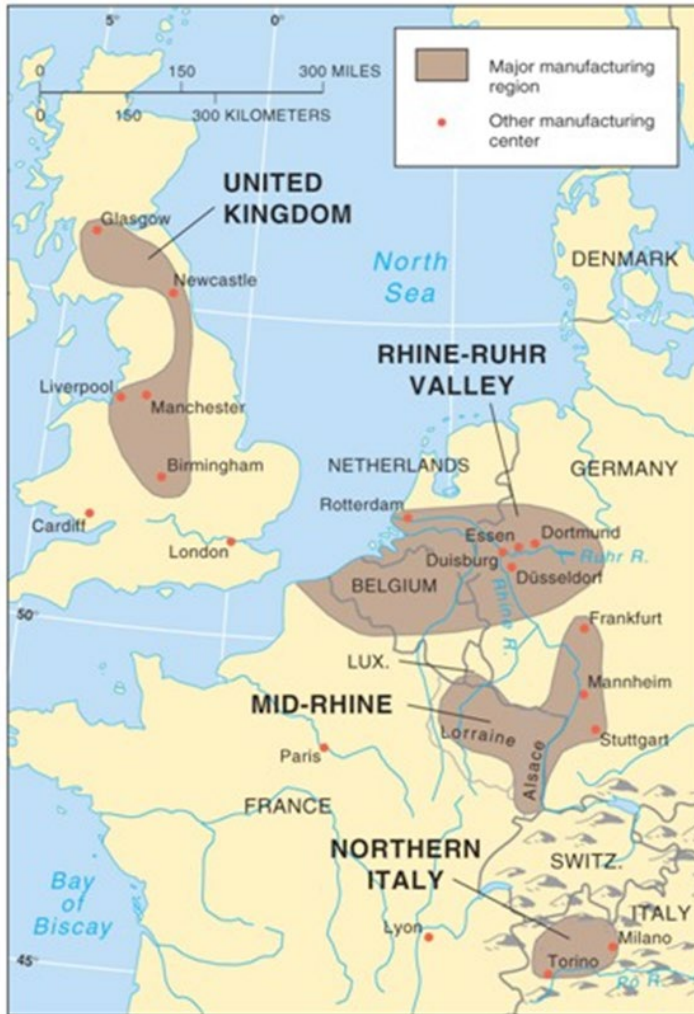 5°
0°
0
150
300 MILES
0
150
300 KILOMETERS
Major manufacturing
region
Other manufacturing
center
UNITED
KINGDOM
Glasgow
Newcastle
North
Sea
DENMARK
RHINE-RUHR
VALLEY
Liverpool
Manchester
Birmingham
NETHERLANDS
GERMANY
Rotterdam
Cardiff
London
Essen
Dortmund
Duisburg
Ruhr R.
Düsseldorf
BELGIUM
Rhine R.
50°
Frankfurt
LUX.
Mannheim
MID-RHINE
Lorraine
Stuttgart
Alsace
Paris
FRANCE
NORTHERN
ITALY
SWITZ.
Bay
of
Biscay
ITALY
Lyon
Milano
Torino
Po R.
45°